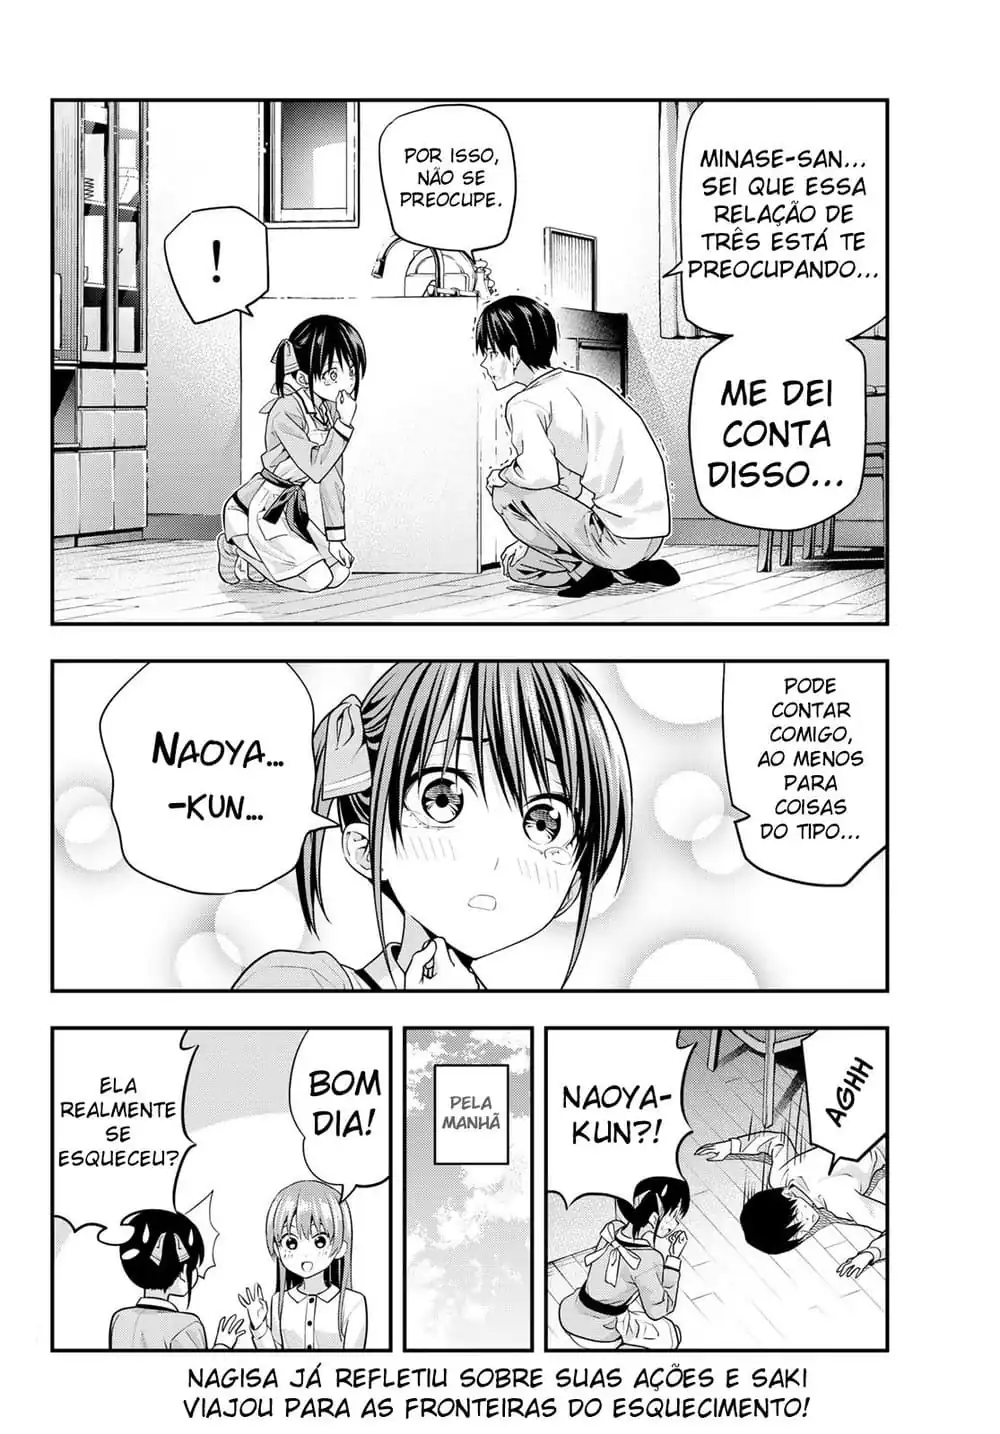 MINASE-SAN...
SEI QUE ESSA
RELAÇÃO DE
TRÊS ESTÁ TE
PREOCUPANDO...
ME DEI
CONTA
DISSO...
POR ISSO,
NÃO SE
PREOCUPE.
!
PODE
CONTAR
COMIGO,
AO MENOS
PARA
COISAS
DO TIPO...
NAOYA...
-KUN...
AGHH
NAOYA-
KUN?!
PELA
MANHÃ
BOM
DIA!
ELA
REALMENTE
SE
ESQUECEU?
NAGISA JÁ REFLETIU SOBRE SUAS AÇÕES E SAKI
VIAJOU PARA AS FRONTEIRAS DO ESQUECIMENTO!